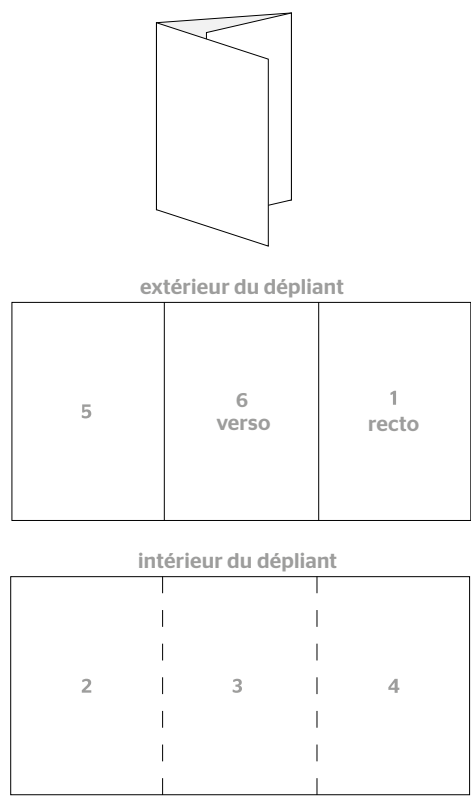 extérieur du dépliant
5
6
verso
1
recto
intérieur du dépliant
2
3
4